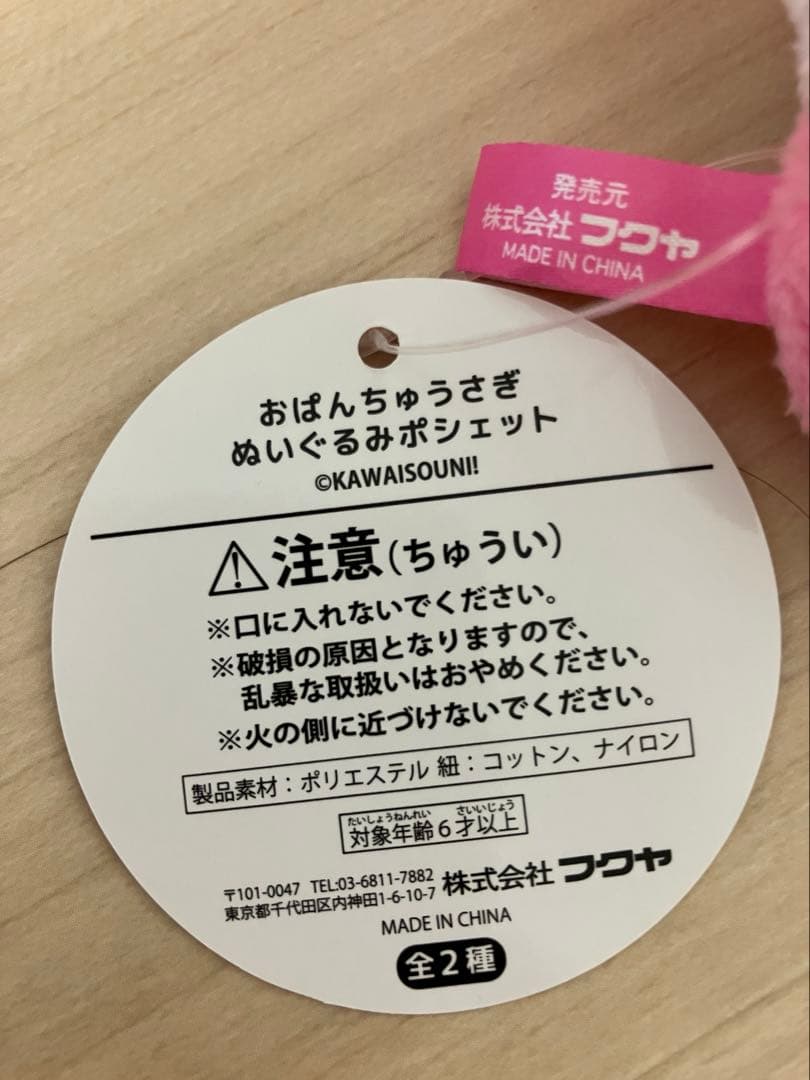 発売元
株式会社 フクヤ
MADE IN CHINA
おぱんちゅうさぎ
ぬいぐるみポシェット
©KAWAISOUNI!
⚠注意(ちゅうい)
※口に入れないでください。
※破損の原因となりますので、
乱暴な取扱いはおやめください。
※火の側に近づけないでください。
製品素材：ポリエステル 紐：コットン、ナイロン
たいしょうねんれい さいいじょう
対象年齢6才以上
〒101-0047 TEL:03-6811-7882
東京都千代田区内神田1-6-10-7
株式会社 フクヤ
MADE IN CHINA
全2種